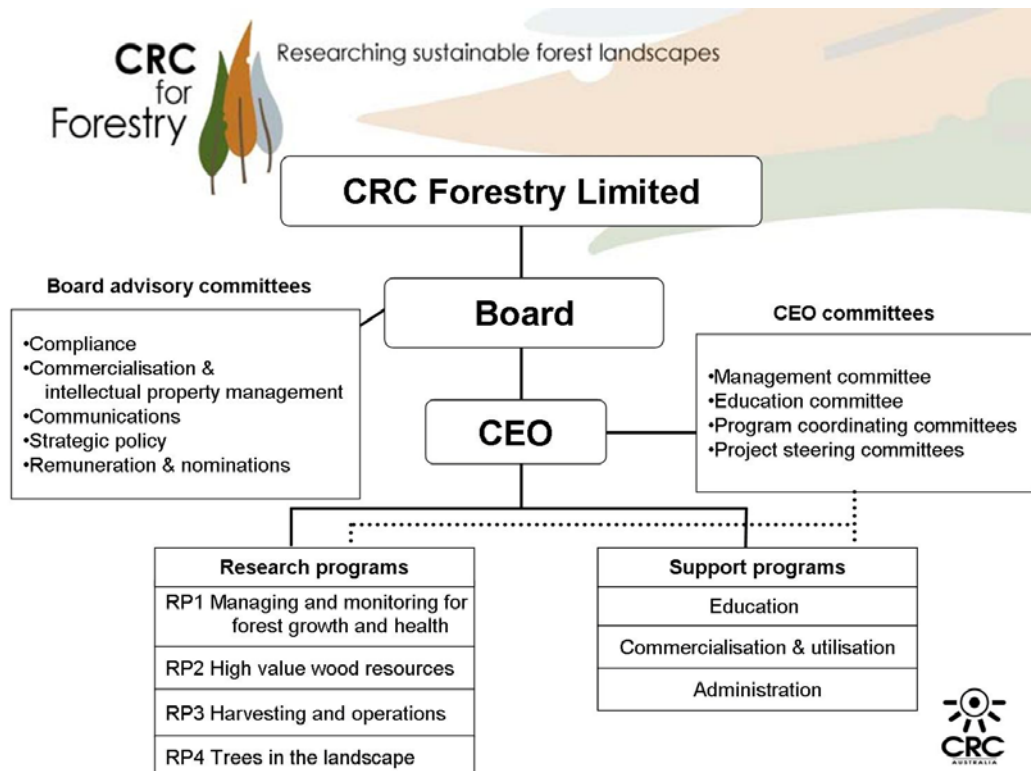 CRC
for
Forestry
Researching sustainable forest landscapes
CRC Forestry Limited
Board advisory committees
•Compliance
•Commercialisation &
intellectual property management
•Communications
•Strategic policy
•Remuneration & nominations
Board
CEO committees
•Management committee
•Education committee
•Program coordinating committees
•Project steering committees
CEO
Research programs
RP1 Managing and monitoring for
forest growth and health
RP2 High value wood resources
RP3 Harvesting and operations
RP4 Trees in the landscape
Support programs
Education
Commercialisation & utilisation
Administration
CRC
AUSTRALIA